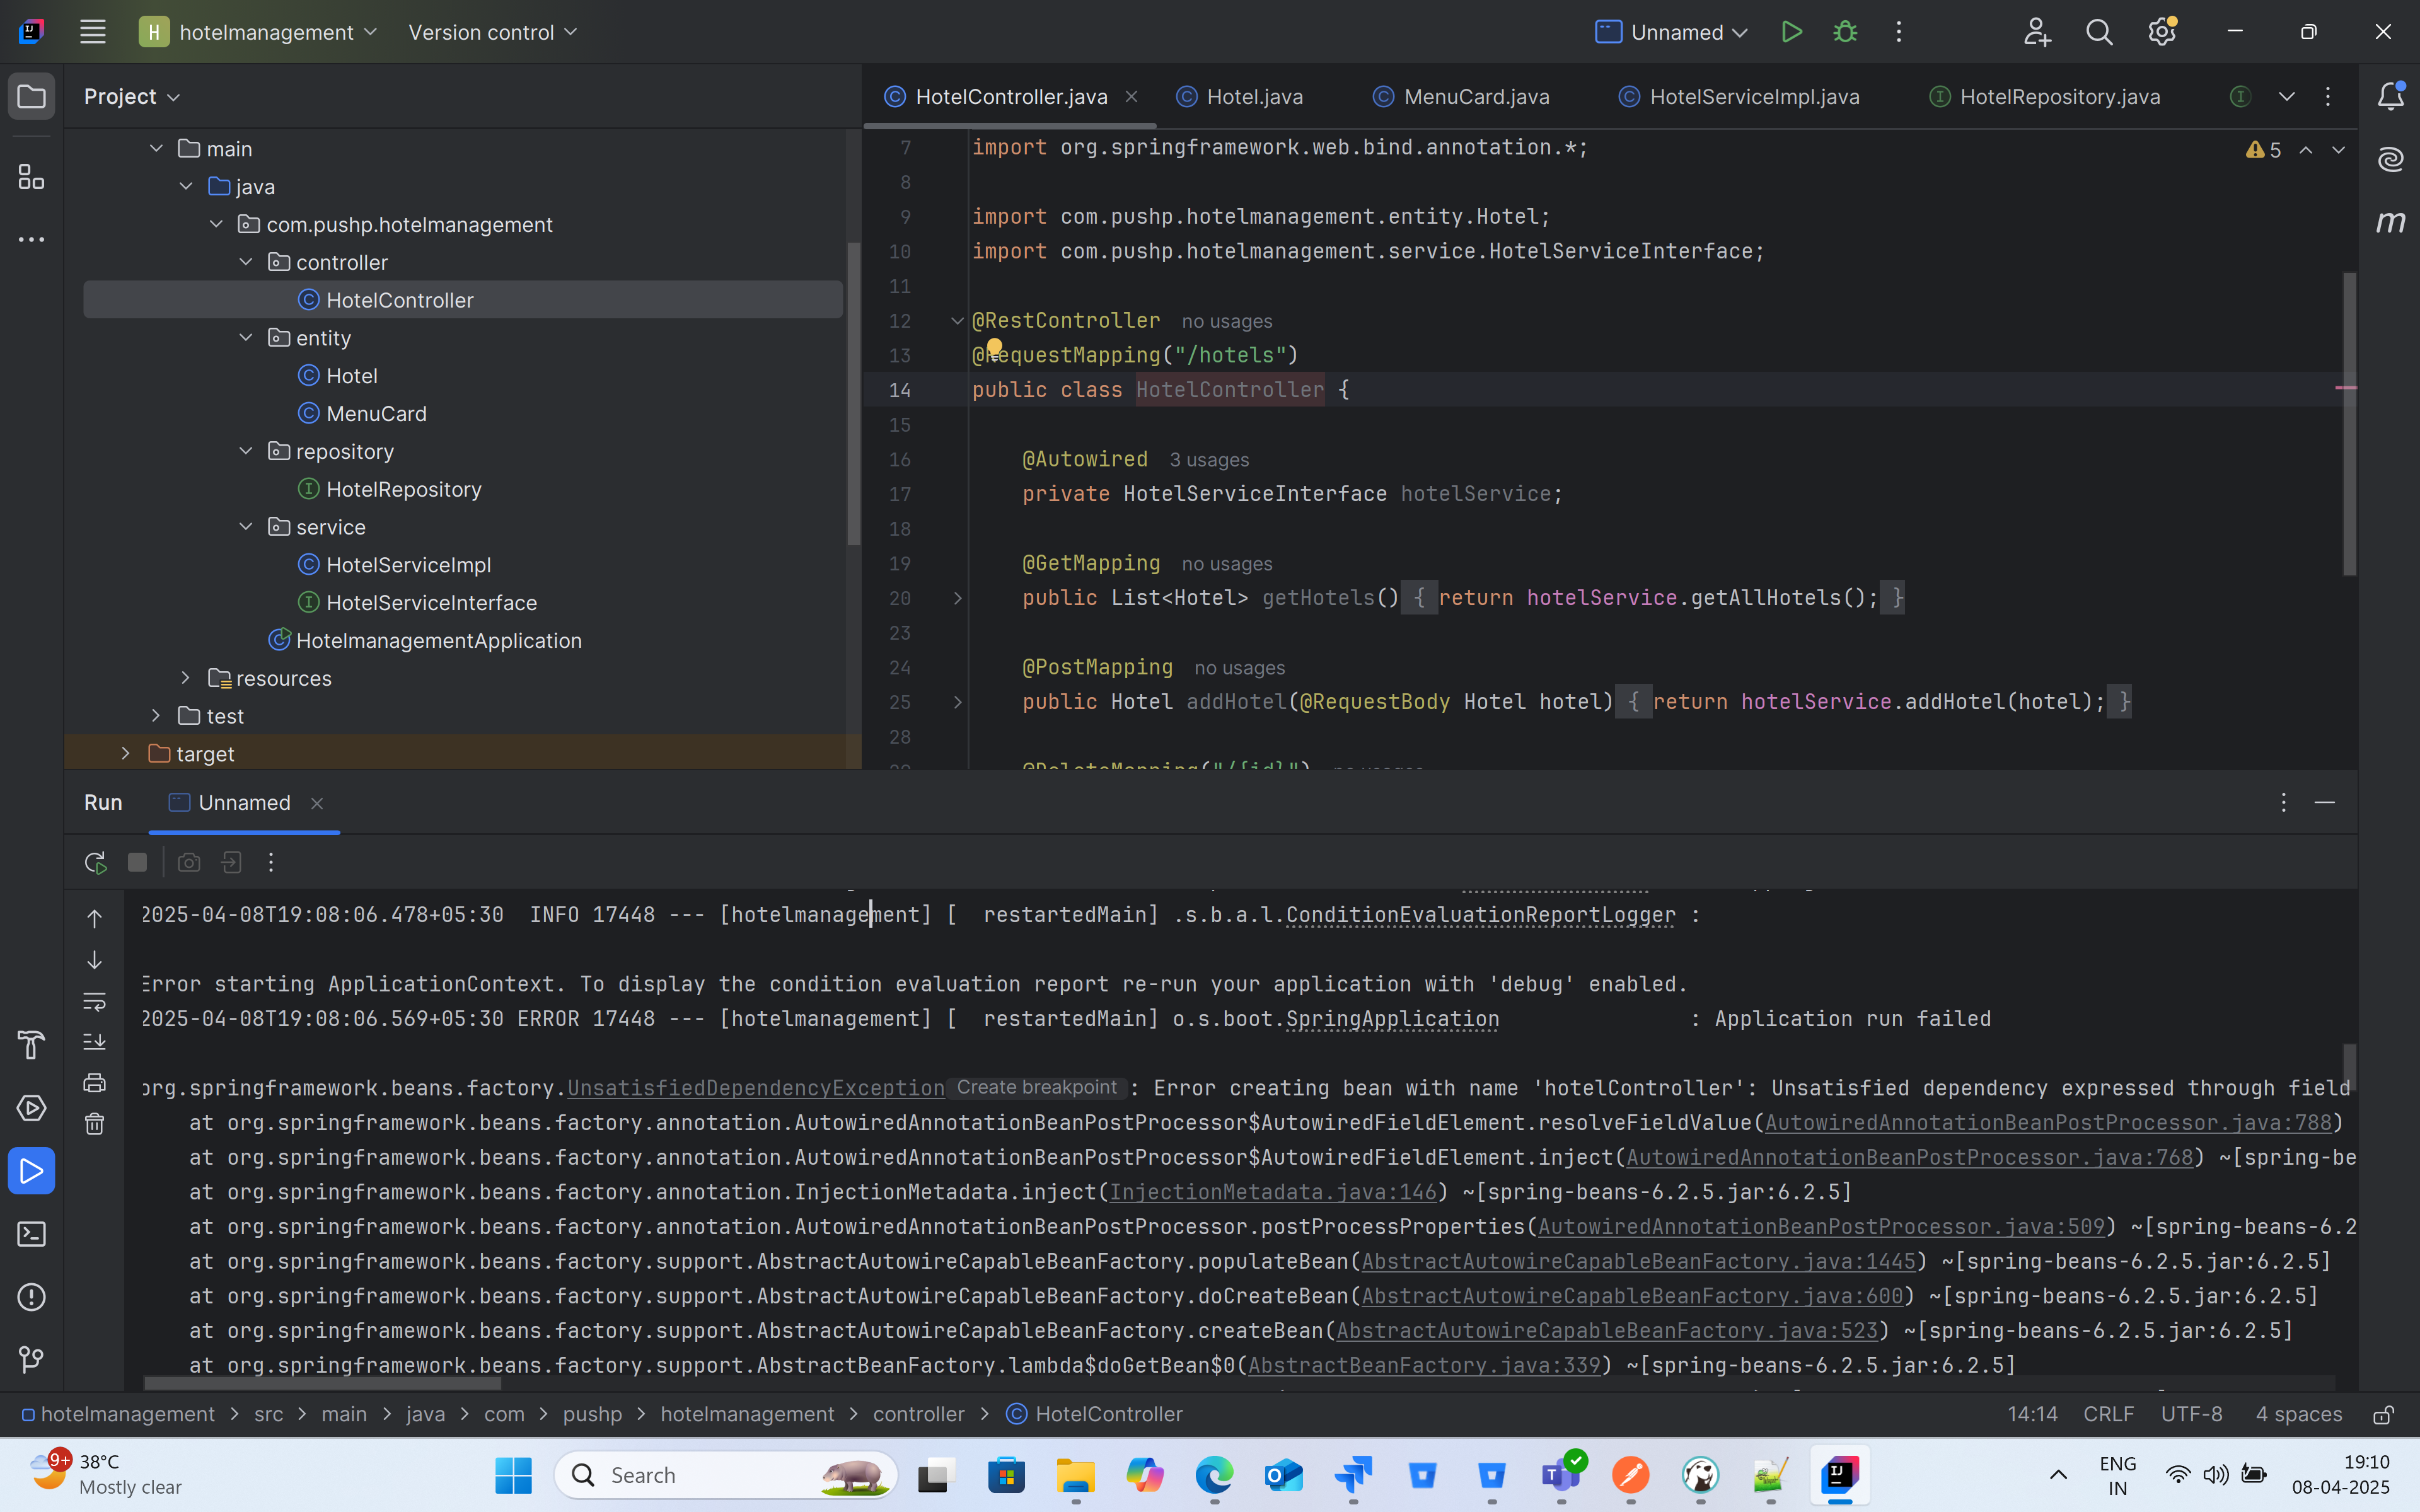 H hotelmanagement Version control Unnamed
Project
HotelController.java Hotel.java MenuCard.java HotelServiceImpl.java HotelRepository.java
main
java
com.pushp.hotelmanagement
controller
HotelController
entity
Hotel
MenuCard
repository
HotelRepository
service
HotelServiceImpl
HotelServiceInterface
HotelmanagementApplication
resources
test
target
5
7 import org.springframework.web.bind.annotation.*;
8
9 import com.pushp.hotelmanagement.entity.Hotel;
10 import com.pushp.hotelmanagement.service.HotelServiceInterface;
11
12 @RestController no usages
13 @RequestMapping("/hotels")
14 public class HotelController {
15
16 @Autowired 3 usages
17 private HotelServiceInterface hotelService;
18
19 @GetMapping no usages
20 public List<Hotel> getHotels() { return hotelService.getAllHotels(); }
23
24 @PostMapping no usages
25 public Hotel addHotel(@RequestBody Hotel hotel) { return hotelService.addHotel(hotel); }
28
@DeleteMapping("/{id}") no usages
Run Unnamed
2025-04-08T19:08:06.478+05:30 INFO 17448 --- [hotelmanagement] [ restartedMain] .s.b.a.l.ConditionEvaluationReportLogger :
Error starting ApplicationContext. To display the condition evaluation report re-run your application with 'debug' enabled.
2025-04-08T19:08:06.569+05:30 ERROR 17448 --- [hotelmanagement] [ restartedMain] o.s.boot.SpringApplication : Application run failed
org.springframework.beans.factory.UnsatisfiedDependencyException Create breakpoint : Error creating bean with name 'hotelController': Unsatisfied dependency expressed through field
at org.springframework.beans.factory.annotation.AutowiredAnnotationBeanPostProcessor$AutowiredFieldElement.resolveFieldValue(AutowiredAnnotationBeanPostProcessor.java:788)
at org.springframework.beans.factory.annotation.AutowiredAnnotationBeanPostProcessor$AutowiredFieldElement.inject(AutowiredAnnotationBeanPostProcessor.java:768) ~[spring-be
at org.springframework.beans.factory.annotation.InjectionMetadata.inject(InjectionMetadata.java:146) ~[spring-beans-6.2.5.jar:6.2.5]
at org.springframework.beans.factory.annotation.AutowiredAnnotationBeanPostProcessor.postProcessProperties(AutowiredAnnotationBeanPostProcessor.java:509) ~[spring-beans-6.2
at org.springframework.beans.factory.support.AbstractAutowireCapableBeanFactory.populateBean(AbstractAutowireCapableBeanFactory.java:1445) ~[spring-beans-6.2.5.jar:6.2.5]
at org.springframework.beans.factory.support.AbstractAutowireCapableBeanFactory.doCreateBean(AbstractAutowireCapableBeanFactory.java:600) ~[spring-beans-6.2.5.jar:6.2.5]
at org.springframework.beans.factory.support.AbstractAutowireCapableBeanFactory.createBean(AbstractAutowireCapableBeanFactory.java:523) ~[spring-beans-6.2.5.jar:6.2.5]
at org.springframework.beans.factory.support.AbstractBeanFactory.lambda$doGetBean$0(AbstractBeanFactory.java:339) ~[spring-beans-6.2.5.jar:6.2.5]
hotelmanagement > src > main > java > com > pushp > hotelmanagement > controller > HotelController 14:14 CRLF UTF-8 4 spaces
9+ 38°C
Mostly clear
Search
ENG
IN
19:10
08-04-2025